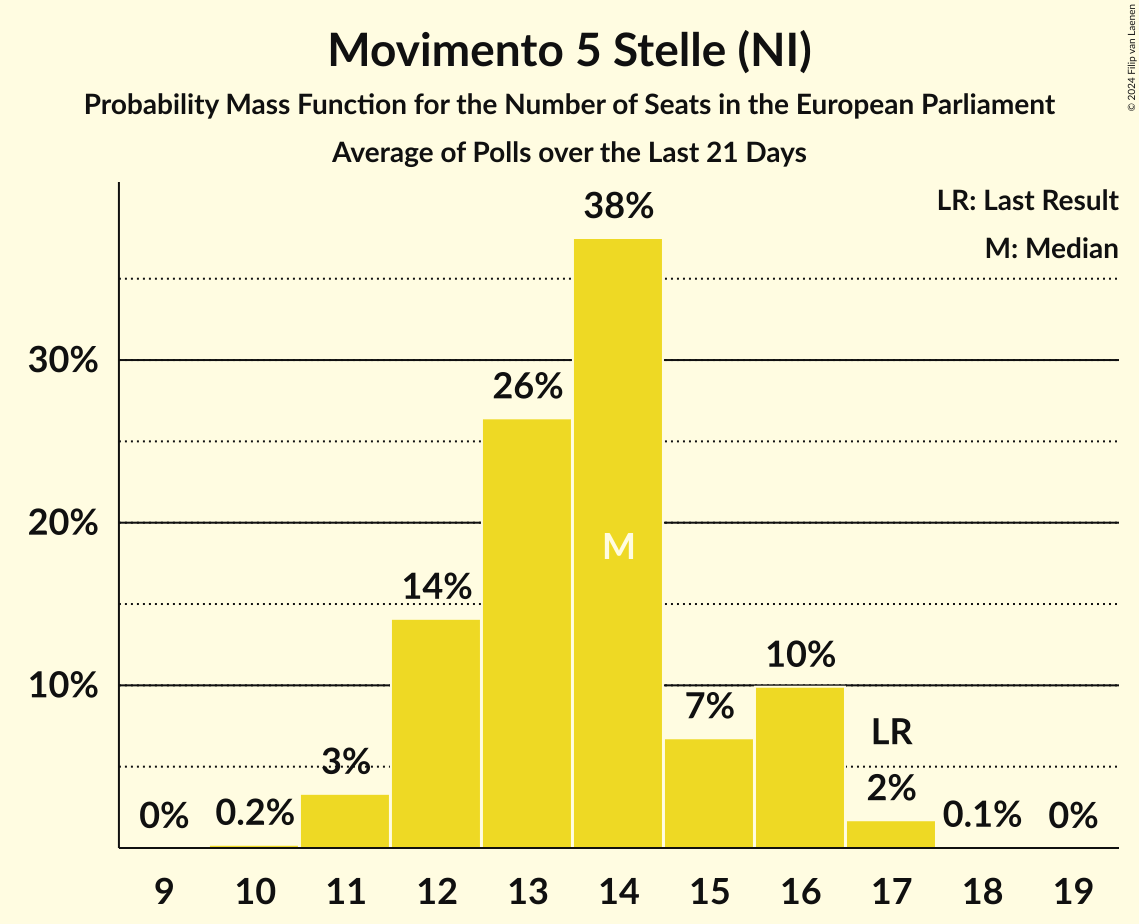 Movimento 5 Stelle (NI)
Probability Mass Function for the Number of Seats in the European Parliament
Average of Polls over the Last 21 Days
© 2024 Filip van Laenen
LR: Last Result
M: Median
38%
30%
26%
20%
M
14%
10%
10%
7%
LR
3%
2%
0%
0.2%
0.1%
0%
9 10 11 12 13 14 15 16 17 18 19